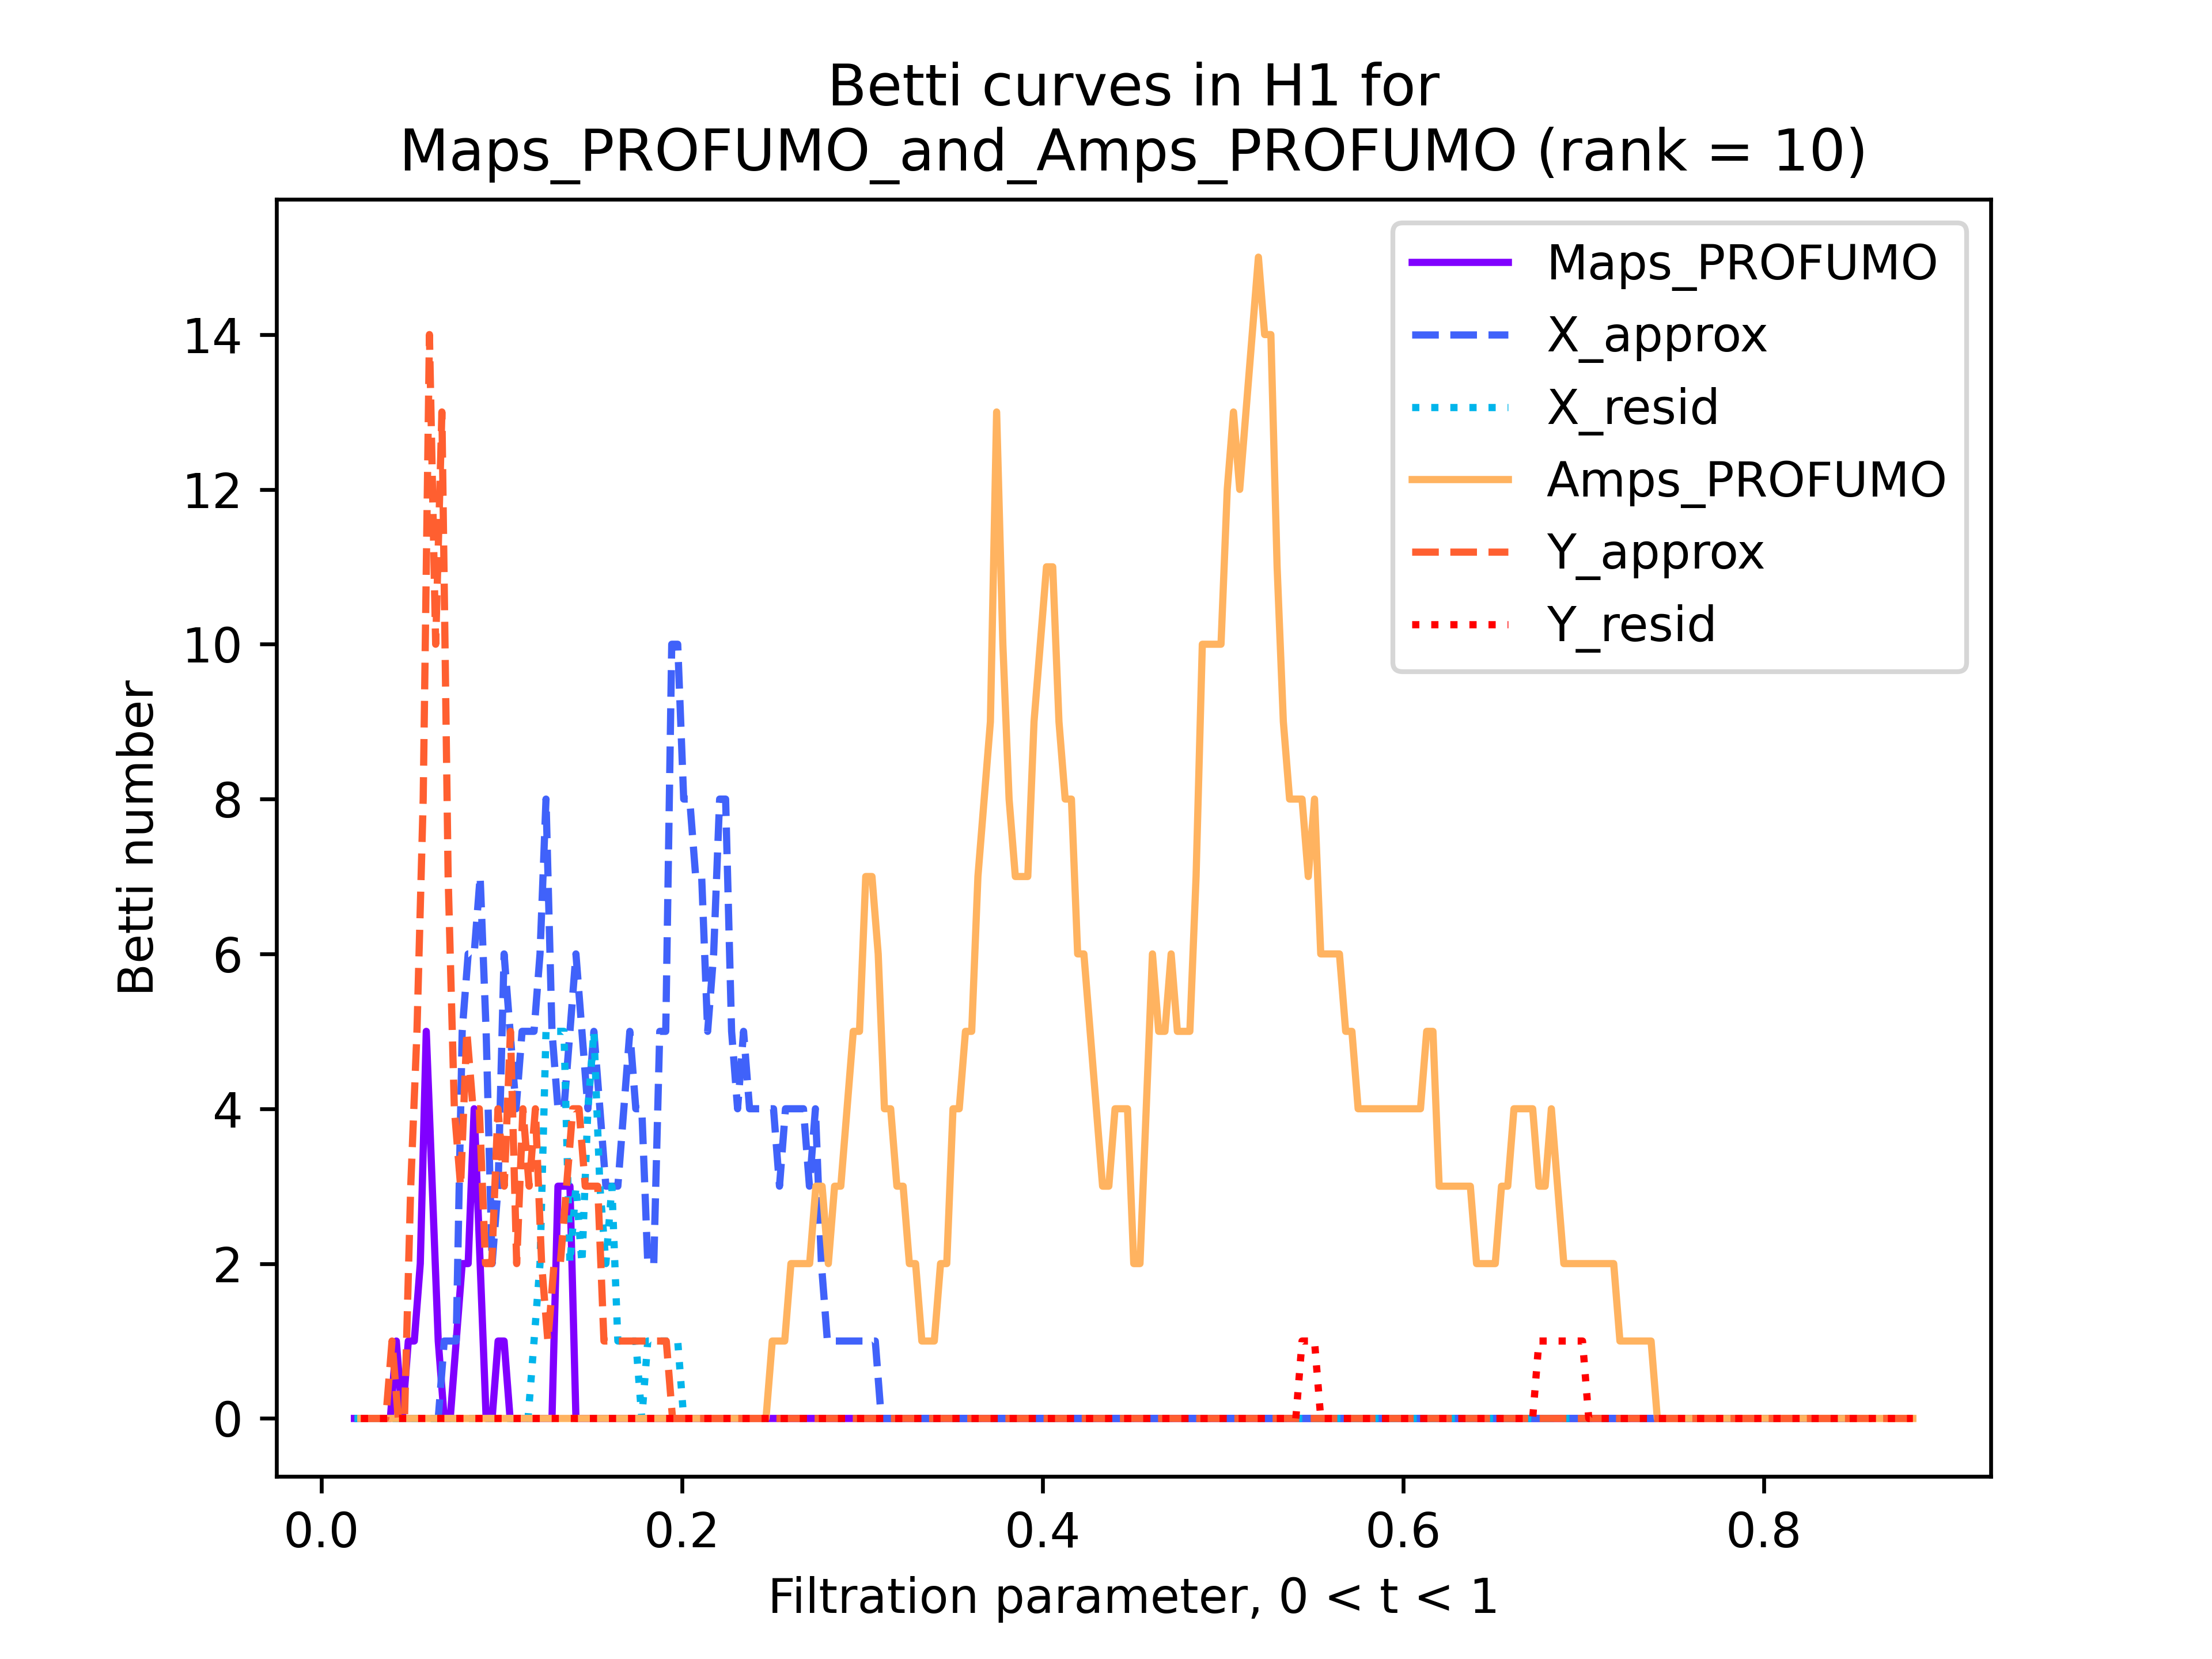 Betti curves in H1 for
Maps_PROFUMO_and_Amps_PROFUMO (rank = 10)
Maps_PROFUMO
X_approx
X_resid
Amps_PROFUMO
Y_approx
Y_resid
Betti number
14
12
10
8
6
4
2
0
0.0 0.2 0.4 0.6 0.8
Filtration parameter, 0 < t < 1